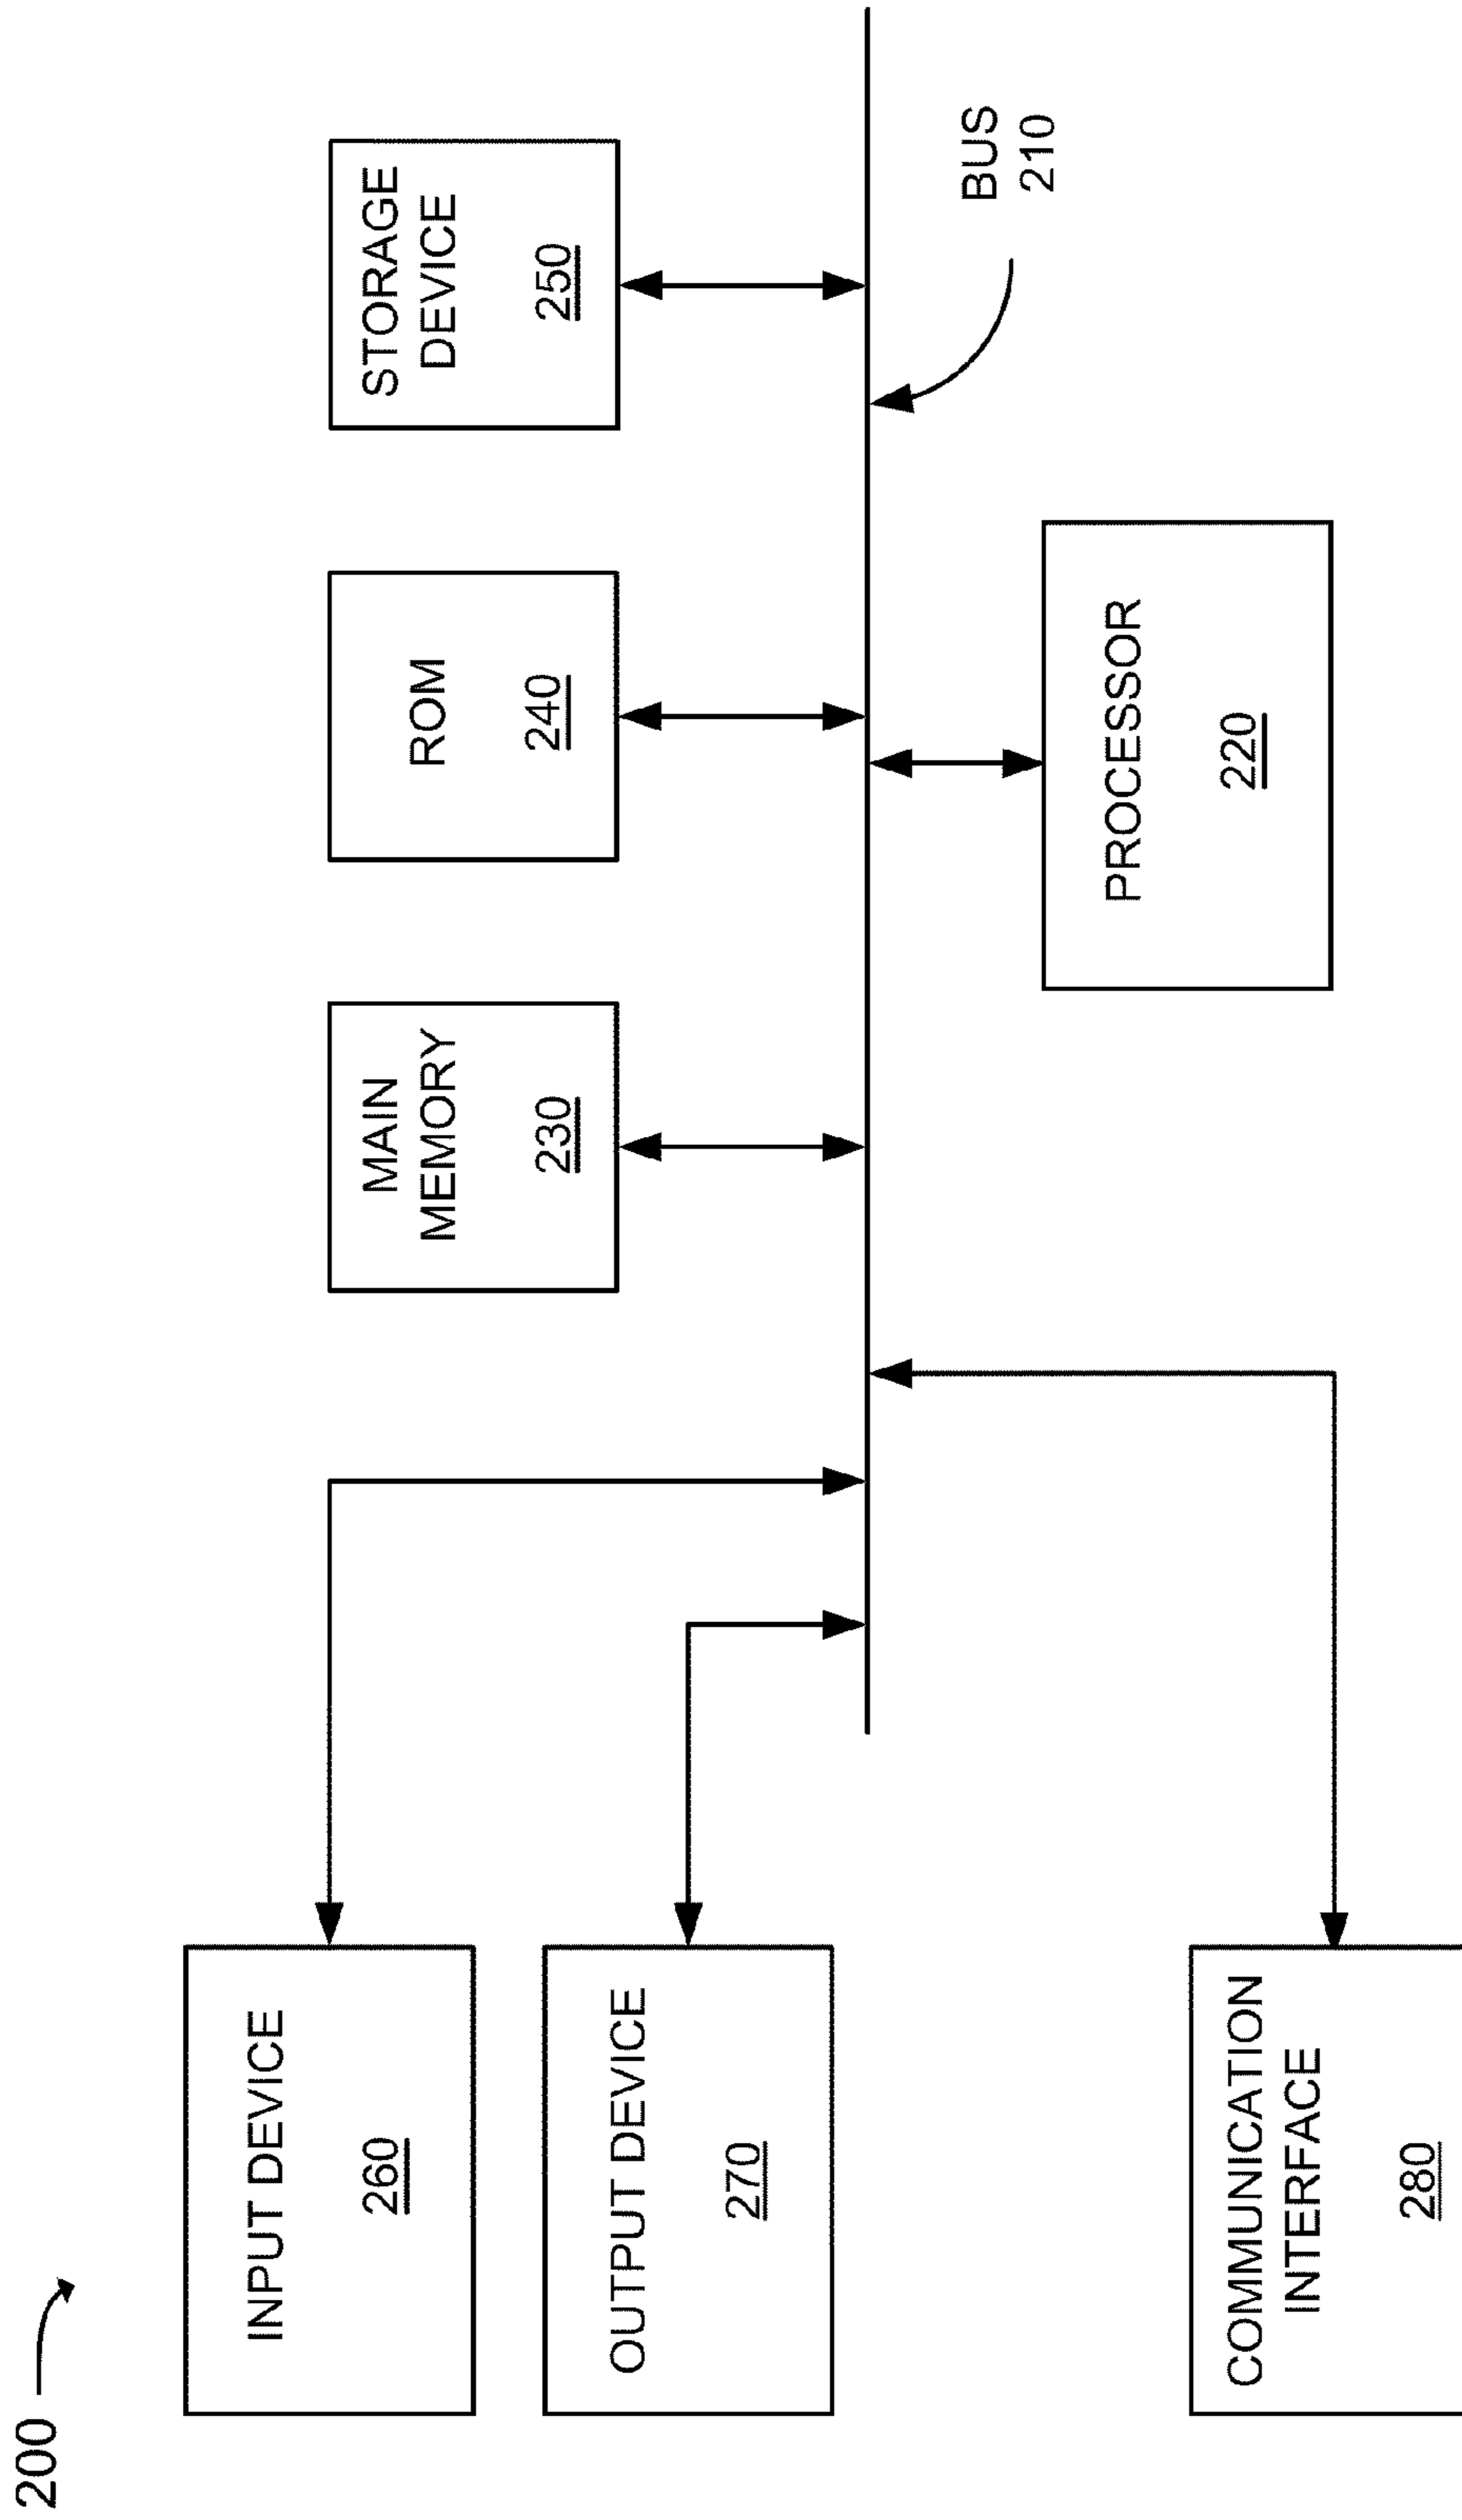 200
INPUT DEVICE
260
OUTPUT DEVICE
270
COMMUNICATION
INTERFACE
280
MAIN
MEMORY
230
ROM
240
STORAGE
DEVICE
250
BUS
210
PROCESSOR
220